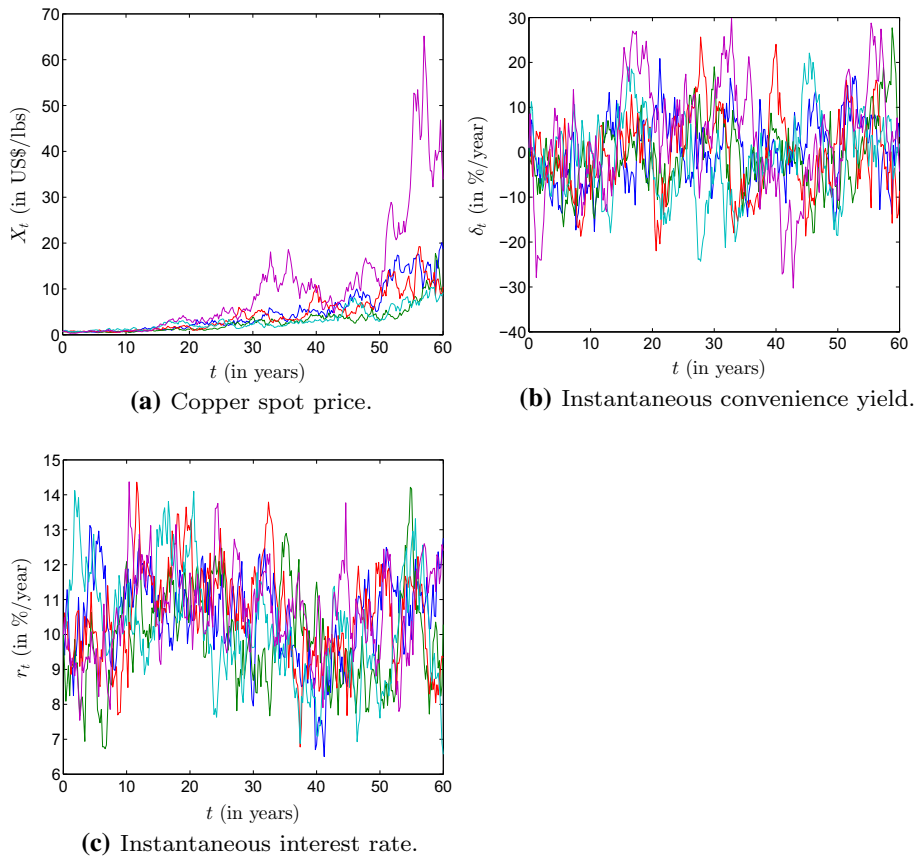 70
60
50
40
30
20
10
0
X_t (in US$/lbs)
0 10 20 30 40 50 60
t (in years)
(a) Copper spot price.
30
20
10
0
−10
−20
−30
−40
δ_t (in %/year)
0 10 20 30 40 50 60
t (in years)
(b) Instantaneous convenience yield.
15
14
13
12
11
10
9
8
7
6
r_t (in %/year)
0 10 20 30 40 50 60
t (in years)
(c) Instantaneous interest rate.